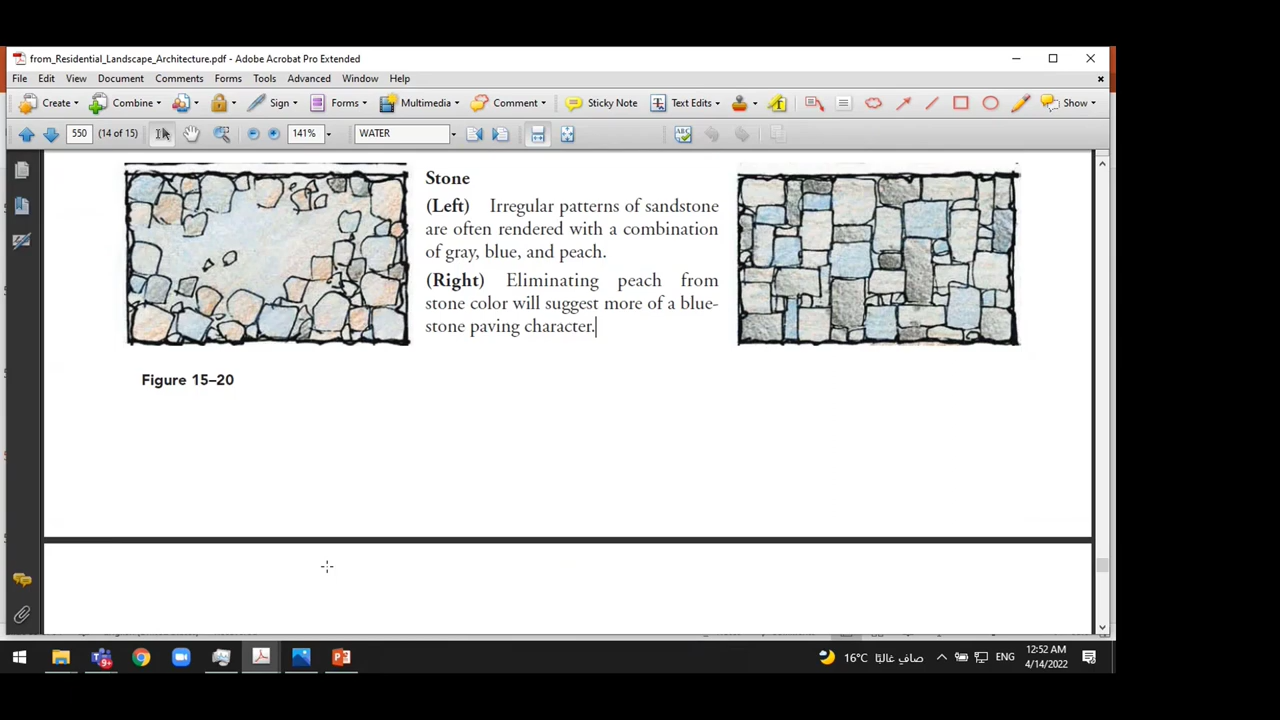 from_Residential_Landscape_Architecture.pdf - Adobe Acrobat Pro Extended
File Edit View Document Comments Forms Tools Advanced Window Help
Create Combine Sign Forms Multimedia Comment Sticky Note Text Edits Show
550 (14 of 15) 141% WATER
Stone
(Left) Irregular patterns of sandstone
are often rendered with a combination
of gray, blue, and peach.
(Right) Eliminating peach from
stone color will suggest more of a blue-
stone paving character.
Figure 15–20
16°C صافٍ غالبًا ENG
12:52 AM
4/14/2022